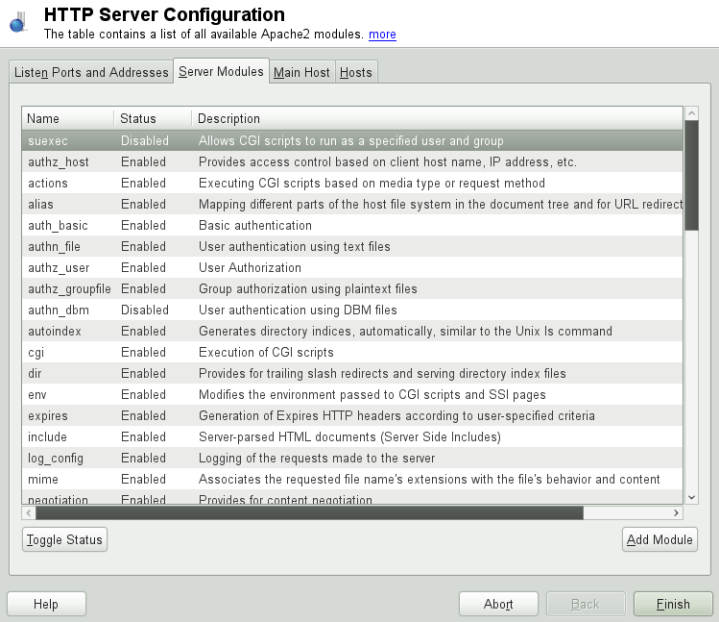 HTTP Server Configuration
The table contains a list of all available Apache2 modules. more
Listen Ports and Addresses Server Modules Main Host Hosts
Name Status Description
suexec Disabled Allows CGI scripts to run as a specified user and group
authz_host Enabled Provides access control based on client host name, IP address, etc.
actions Enabled Executing CGI scripts based on media type or request method
alias Enabled Mapping different parts of the host file system in the document tree and for URL redirect
auth_basic Enabled Basic authentication
authn_file Enabled User authentication using text files
authz_user Enabled User Authorization
authz_groupfile Enabled Group authorization using plaintext files
authn_dbm Disabled User authentication using DBM files
autoindex Enabled Generates directory indices, automatically, similar to the Unix ls command
cgi Enabled Execution of CGI scripts
dir Enabled Provides for trailing slash redirects and serving directory index files
env Enabled Modifies the environment passed to CGI scripts and SSI pages
expires Enabled Generation of Expires HTTP headers according to user-specified criteria
include Enabled Server-parsed HTML documents (Server Side Includes)
log_config Enabled Logging of the requests made to the server
mime Enabled Associates the requested file name's extensions with the file's behavior and content
negotiation Enabled Provides for content negotiation
Toggle Status Add Module
Help Abort Back Finish